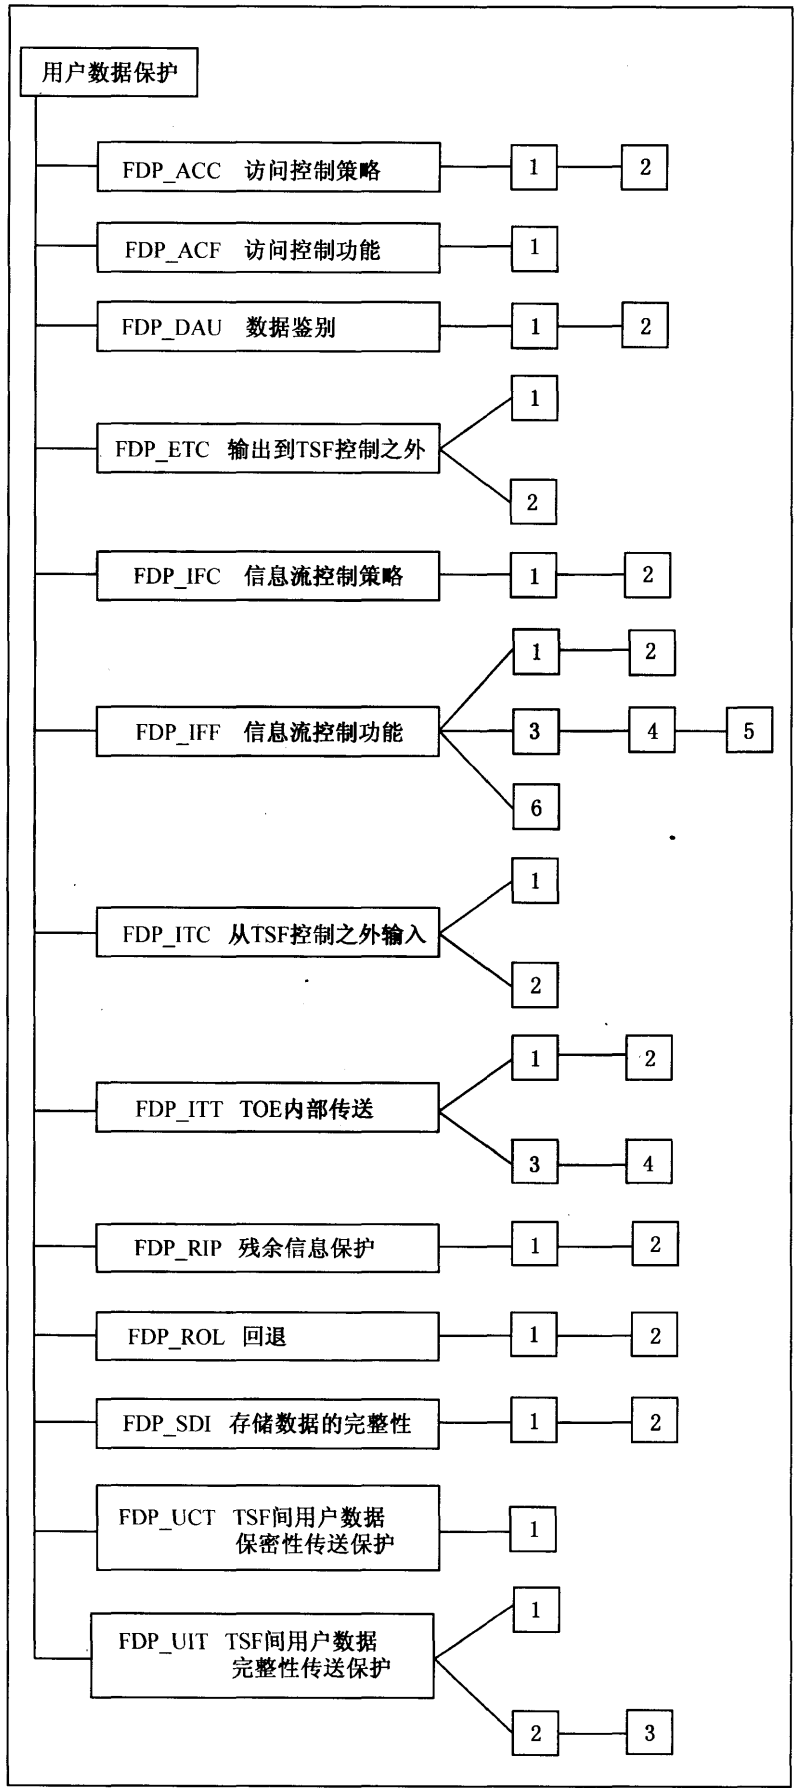 用户数据保护
FDP_ACC 访问控制策略 1 2
FDP_ACF 访问控制功能 1
FDP_DAU 数据鉴别 1 2
1
FDP_ETC 输出到TSF控制之外
2
FDP_IFC 信息流控制策略 1 2
1 2
FDP_IFF 信息流控制功能 3 4 5
6
1
FDP_ITC 从TSF控制之外输入
2
1 2
FDP_ITT TOE内部传送
3 4
FDP_RIP 残余信息保护 1 2
FDP_ROL 回退 1 2
FDP_SDI 存储数据的完整性 1 2
FDP_UCT TSF间用户数据
保密性传送保护 1
1
FDP_UIT TSF间用户数据
完整性传送保护
2 3